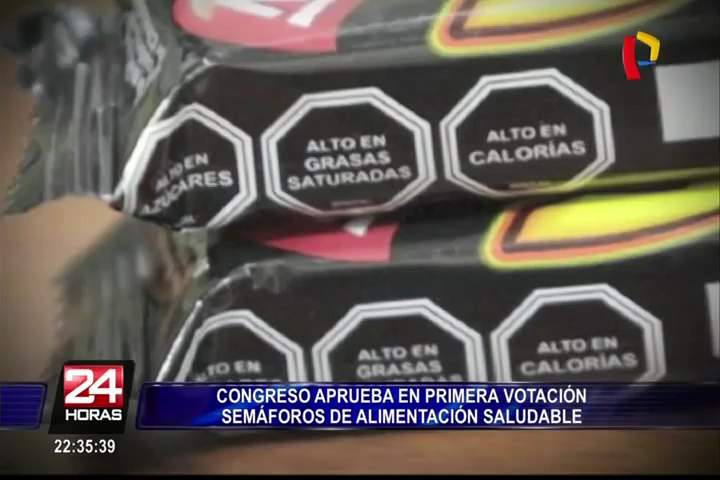 ALTO EN
AZÚCARES
ALTO EN
GRASAS
SATURADAS
ALTO EN
CALORÍAS
ALTO EN
GRASAS
ALTO EN
CALORÍAS
24
HORAS
CONGRESO APRUEBA EN PRIMERA VOTACIÓN
SEMÁFOROS DE ALIMENTACIÓN SALUDABLE
22:35:39